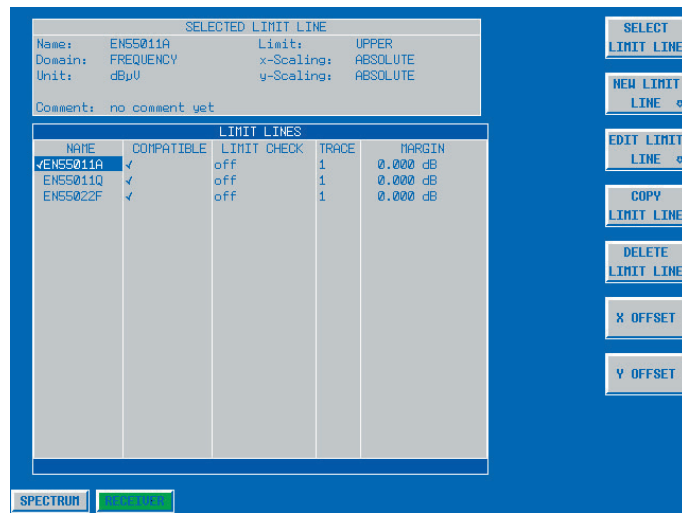 SELECTED LIMIT LINE
Name: EN55011A Limit: UPPER
Domain: FREQUENCY x-Scaling: ABSOLUTE
Unit: dBµV y-Scaling: ABSOLUTE
Comment: no comment yet
LIMIT LINES
NAME COMPATIBLE LIMIT CHECK TRACE MARGIN
✓EN55011A ✓ off 1 0.000 dB
EN55011Q ✓ off 1 0.000 dB
EN55022F ✓ off 1 0.000 dB
SELECT
LIMIT LINE
NEW LIMIT
LINE
EDIT LIMIT
LINE
COPY
LIMIT LINE
DELETE
LIMIT LINE
X OFFSET
Y OFFSET
SPECTRUM RECEIVER